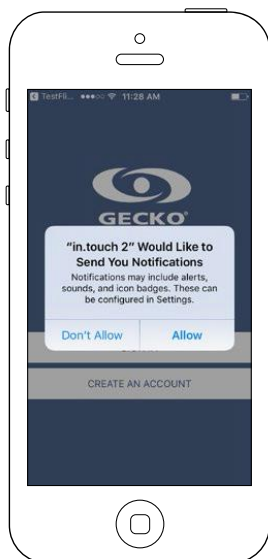 TestFli... 11:28 AM
GECKO
"in.touch 2" Would Like to
Send You Notifications
Notifications may include alerts,
sounds, and icon badges. These can
be configured in Settings.
Don't Allow Allow
CREATE AN ACCOUNT